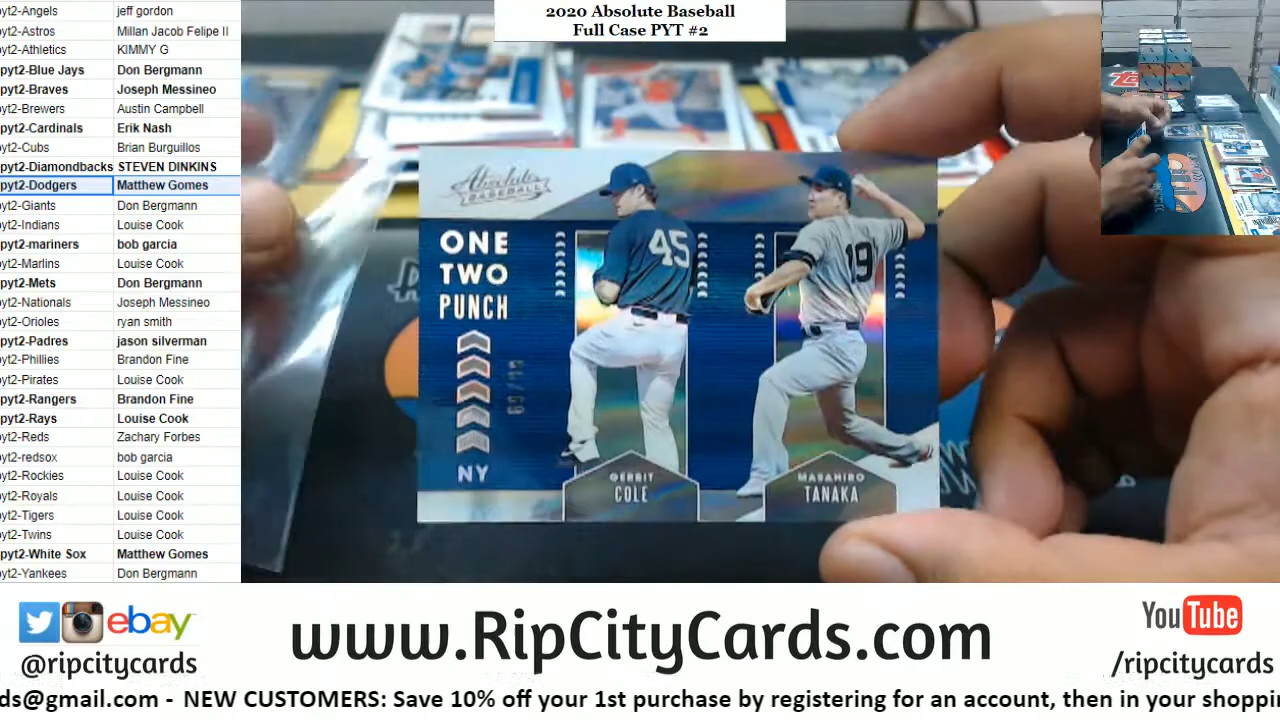 2020 Absolute Baseball
Full Case PYT #2
pyt2-Angels jeff gordon
pyt2-Astros Millan Jacob Felipe II
pyt2-Athletics KIMMY G
pyt2-Blue Jays Don Bergmann
pyt2-Braves Joseph Messineo
pyt2-Brewers Austin Campbell
pyt2-Cardinals Erik Nash
pyt2-Cubs Brian Burguillos
pyt2-Diamondbacks STEVEN DINKINS
pyt2-Dodgers Matthew Gomes
pyt2-Giants Don Bergmann
pyt2-Indians Louise Cook
pyt2-mariners bob garcia
pyt2-Marlins Louise Cook
pyt2-Mets Don Bergmann
pyt2-Nationals Joseph Messineo
pyt2-Orioles ryan smith
pyt2-Padres jason silverman
pyt2-Phillies Brandon Fine
pyt2-Pirates Louise Cook
pyt2-Rangers Brandon Fine
pyt2-Rays Louise Cook
pyt2-Reds Zachary Forbes
pyt2-redsox bob garcia
pyt2-Rockies Louise Cook
pyt2-Royals Louise Cook
pyt2-Tigers Louise Cook
pyt2-Twins Louise Cook
pyt2-White Sox Matthew Gomes
pyt2-Yankees Don Bergmann
Absolute
BASEBALL
ONE
TWO
PUNCH
NY
45
19
GERRIT
COLE
MASAHIRO
TANAKA
ebay
@ripcitycards
www.RipCityCards.com
YouTube
/ripcitycards
ds@gmail.com - NEW CUSTOMERS: Save 10% off your 1st purchase by registering for an account, then in your shoppi